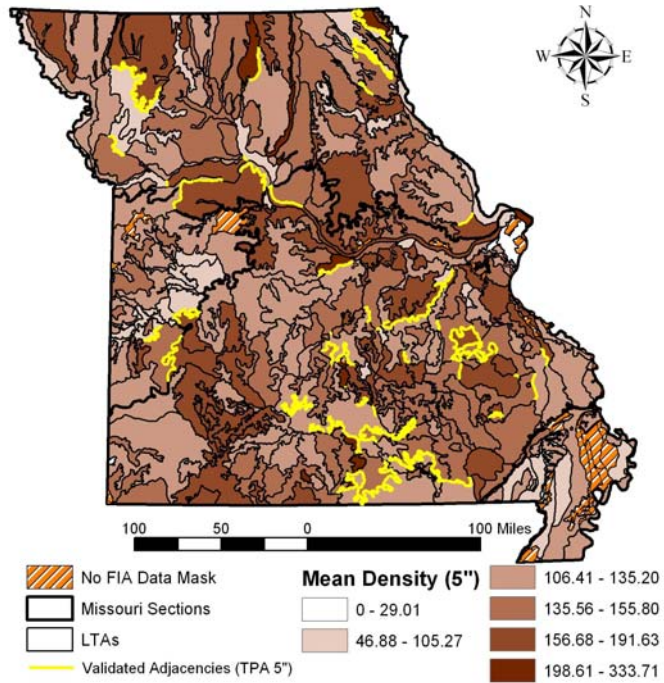 N
W E
S
100 50 0 100 Miles
No FIA Data Mask
Missouri Sections
LTAs
Validated Adjacencies (TPA 5")
Mean Density (5")
0 - 29.01
46.88 - 105.27
106.41 - 135.20
135.56 - 155.80
156.68 - 191.63
198.61 - 333.71